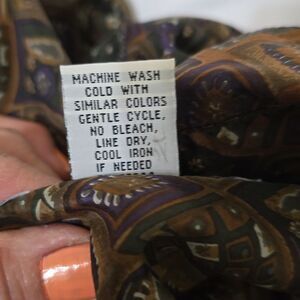 MACHINE WASH
COLD WITH
SIMILAR COLORS
GENTLE CYCLE,
NO BLEACH,
LINE DRY,
COOL IRON
IF NEEDED